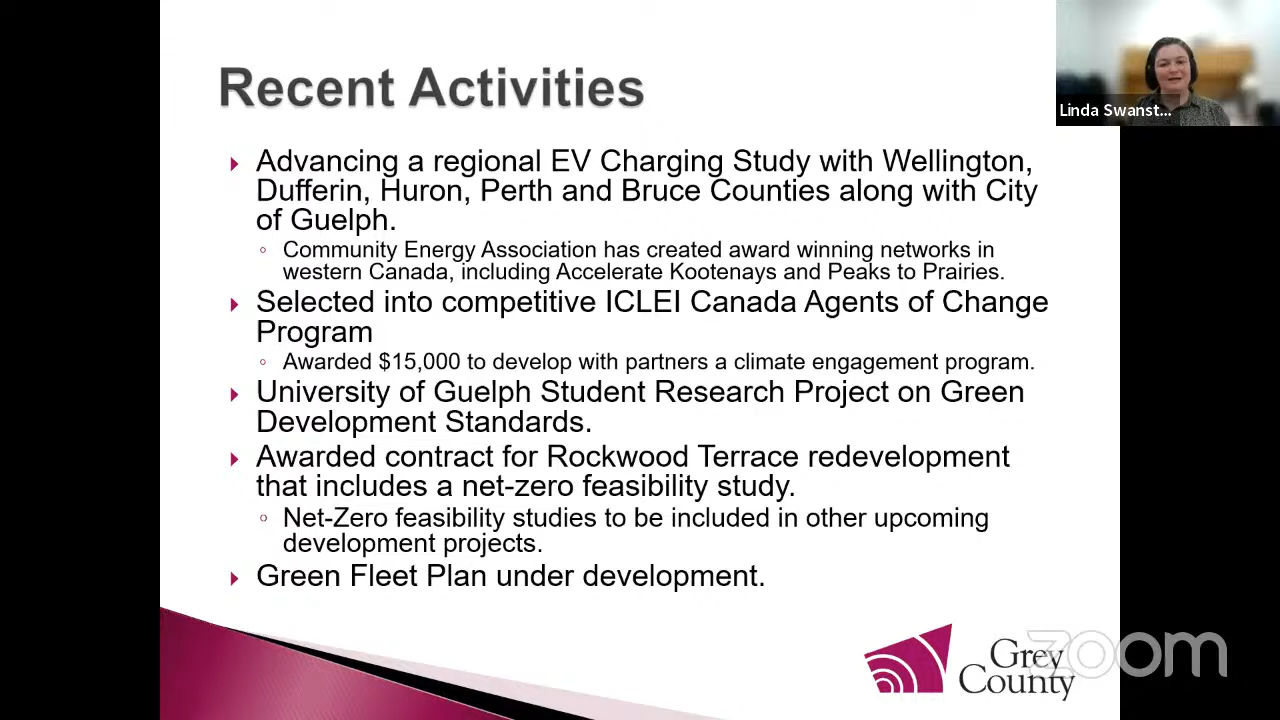 Recent Activities
Linda Swanst...
Advancing a regional EV Charging Study with Wellington,
Dufferin, Huron, Perth and Bruce Counties along with City
of Guelph.
Community Energy Association has created award winning networks in
western Canada, including Accelerate Kootenays and Peaks to Prairies.
Selected into competitive ICLEI Canada Agents of Change
Program
Awarded $15,000 to develop with partners a climate engagement program.
University of Guelph Student Research Project on Green
Development Standards.
Awarded contract for Rockwood Terrace redevelopment
that includes a net-zero feasibility study.
Net-Zero feasibility studies to be included in other upcoming
development projects.
Green Fleet Plan under development.
Grey
County
zoom